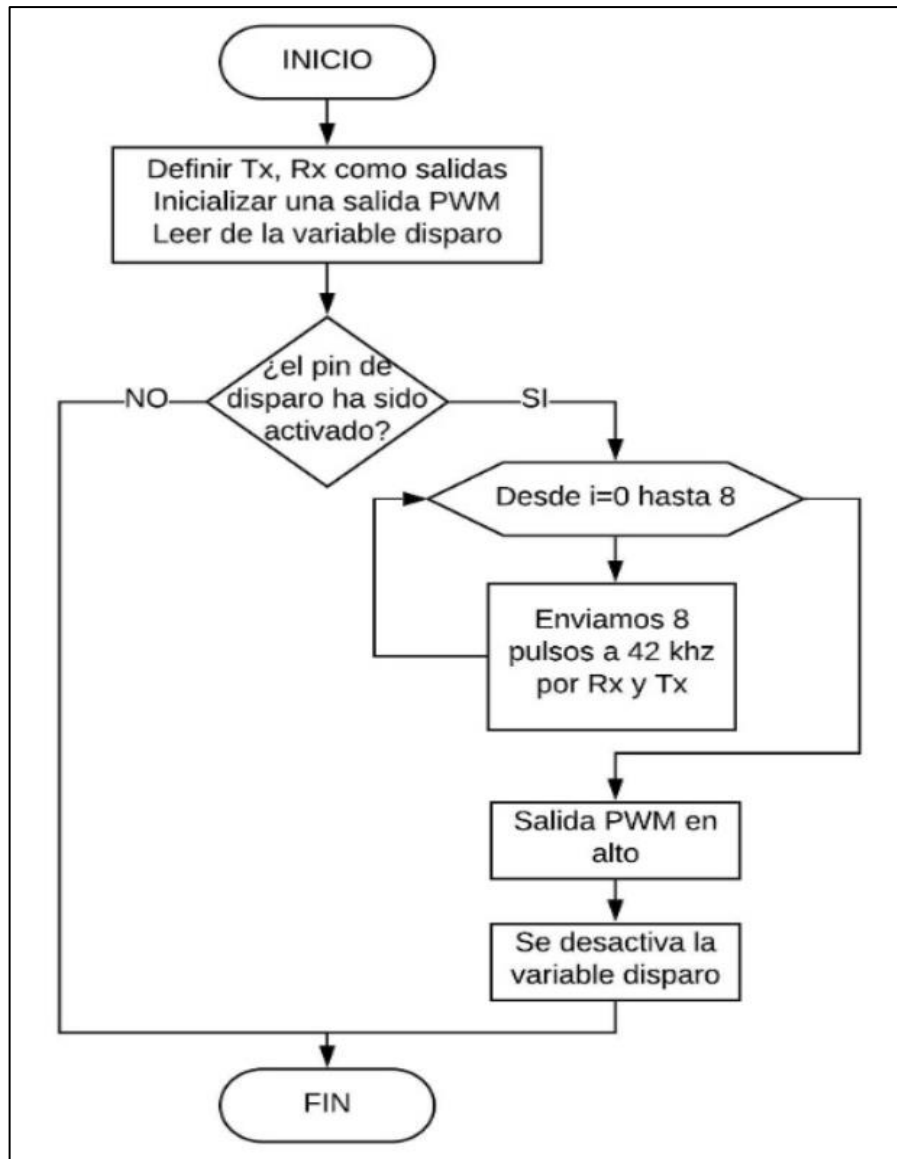 INICIO
Definir Tx, Rx como salidas
Inicializar una salida PWM
Leer de la variable disparo
¿el pin de
disparo ha sido
activado?
NO
SI
Desde i=0 hasta 8
Enviamos 8
pulsos a 42 khz
por Rx y Tx
Salida PWM en
alto
Se desactiva la
variable disparo
FIN